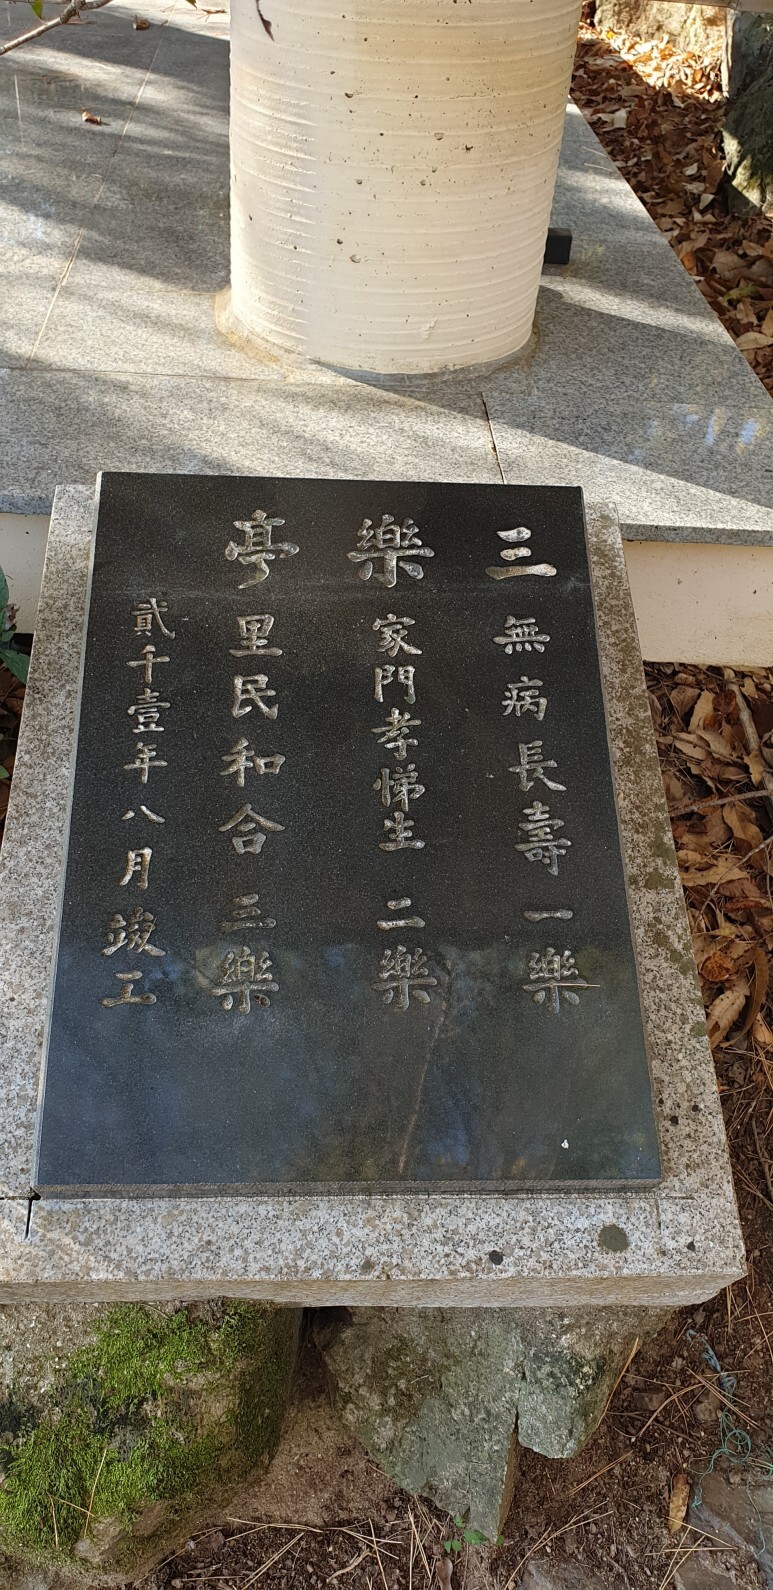 三樂亭
無病長壽 一樂
家門孝悌生 二樂
里民和合 三樂
貳千壹年八月竣工